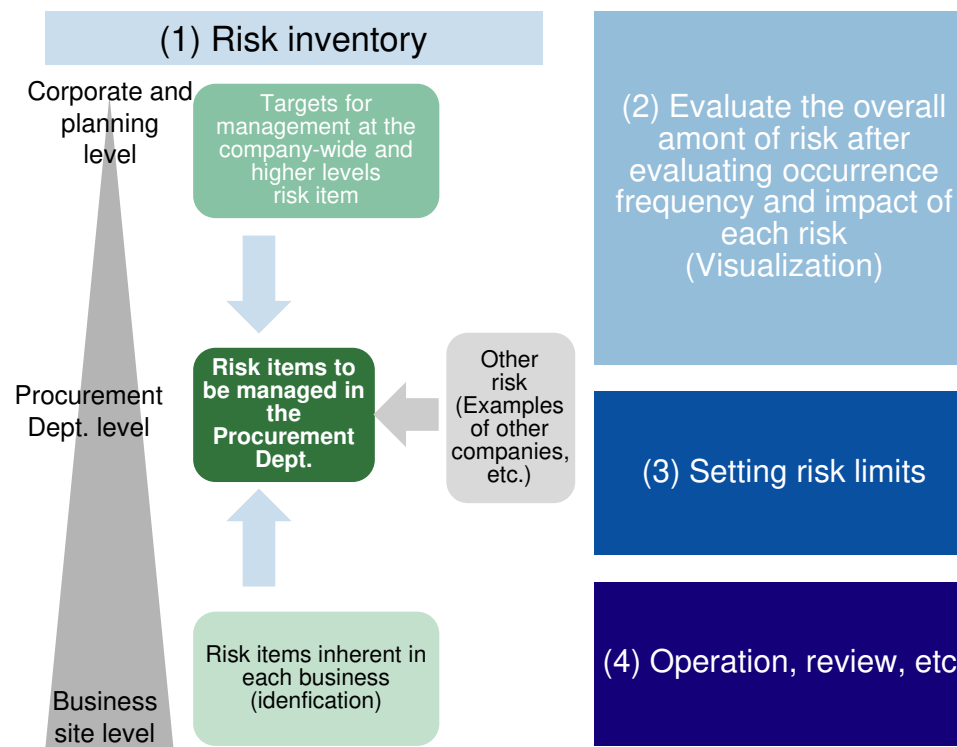 (1) Risk inventory
Corporate and
planning
level
Targets for
management at the
company-wide and
higher levels
risk item
Procurement
Dept. level
Risk items to
be managed in
the
Procurement
Dept.
Other
risk
(Examples
of other
companies,
etc.)
Business
site level
Risk items inherent in
each business
(idenfication)
(2) Evaluate the overall
amont of risk after
evaluating occurrence
frequency and impact of
each risk
(Visualization)
(3) Setting risk limits
(4) Operation, review, etc